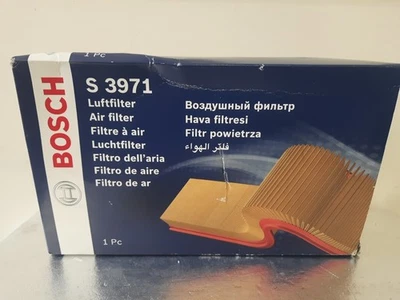 1 Pc
BOSCH
S 3971
Luftfilter
Air filter
Filtre à air
Luchtfilter
Filtro dell'aria
Filtro de aire
Filtro de ar
Воздушный фильтр
Hava filtresi
Filtr powietrza
فلتر الهواء
1 Pc